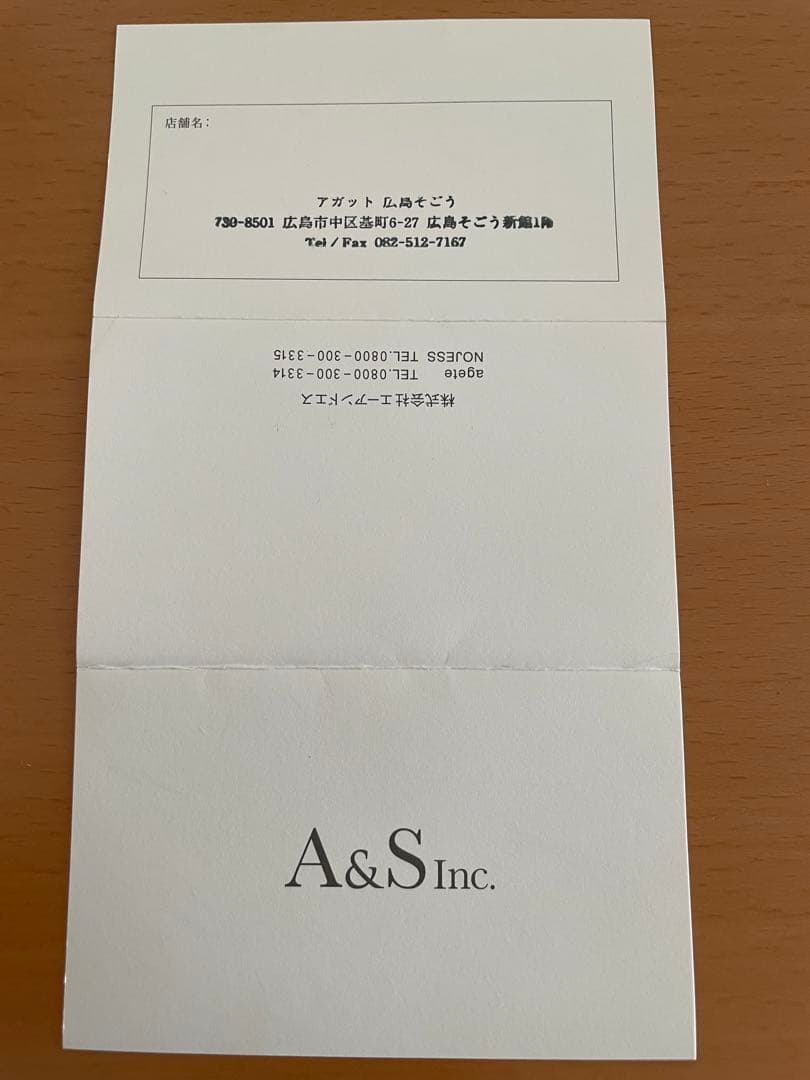 店舗名:
アガット 広島そごう
730-8501 広島市中区基町6-27 広島そごう新館1階
Tel / Fax 082-512-7167
株式会社エーアンドエス
agete TEL.0800-300-3314
NOJESS TEL.0800-300-3315
A&S Inc.